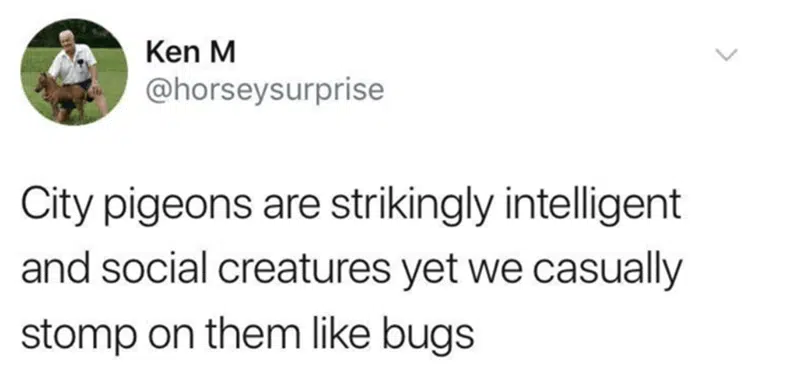 Ken M
@horseysurprise
City pigeons are strikingly intelligent
and social creatures yet we casually
stomp on them like bugs